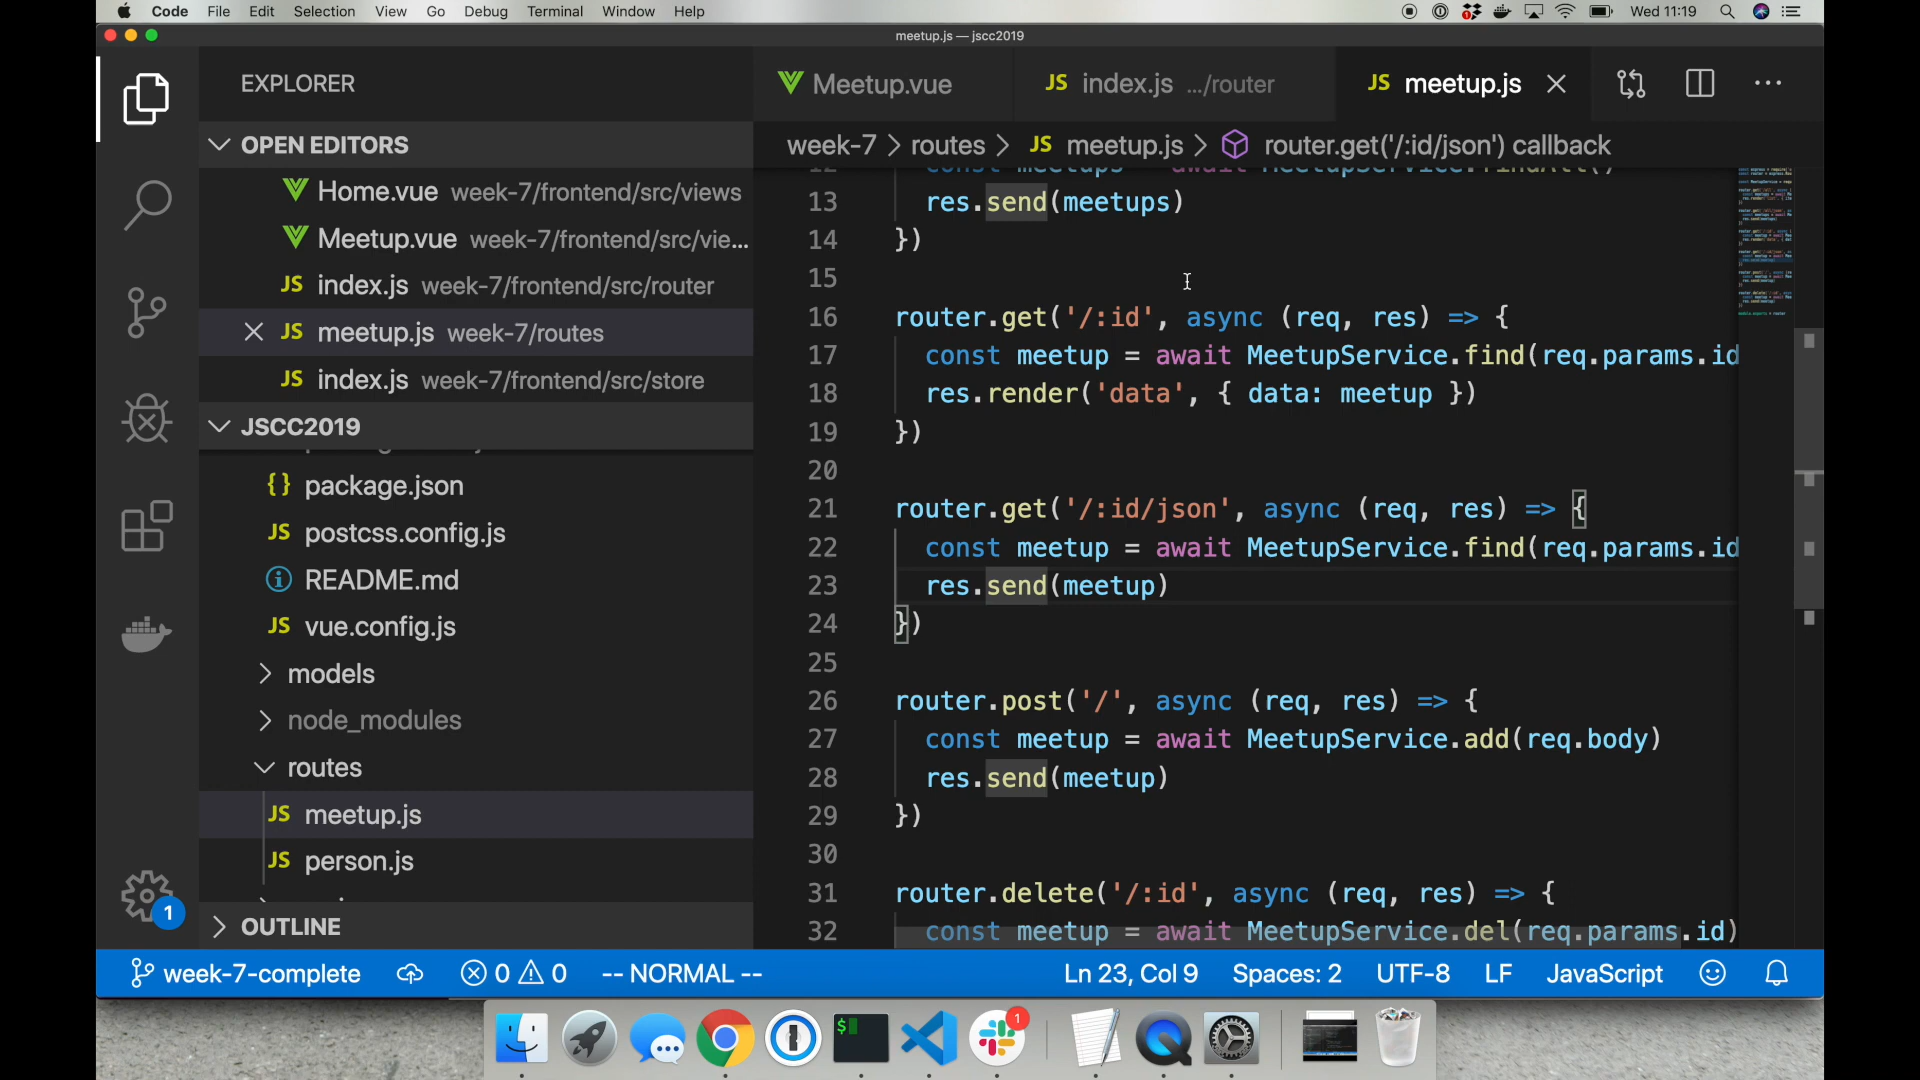 Code File Edit Selection View Go Debug Terminal Window Help
1
Wed 11:19
meetup.js — jscc2019
EXPLORER
OPEN EDITORS
Home.vue week-7/frontend/src/views
Meetup.vue week-7/frontend/src/vie...
index.js week-7/frontend/src/router
meetup.js week-7/routes
index.js week-7/frontend/src/store
JSCC2019
package.json
postcss.config.js
README.md
vue.config.js
models
node_modules
routes
meetup.js
person.js
OUTLINE
1
Meetup.vue
JS index.js .../router
JS meetup.js
week-7 > routes > JS meetup.js > router.get('/:id/json') callback
13 res.send(meetups)
14 })
15
16 router.get('/:id', async (req, res) => {
17 const meetup = await MeetupService.find(req.params.id
18 res.render('data', { data: meetup })
19 })
20
21 router.get('/:id/json', async (req, res) => {
22 const meetup = await MeetupService.find(req.params.id
23 res.send(meetup)
24 })
25
26 router.post('/', async (req, res) => {
27 const meetup = await MeetupService.add(req.body)
28 res.send(meetup)
29 })
30
31 router.delete('/:id', async (req, res) => {
32 const meetup = await MeetupService.del(req.params.id)
week-7-complete 0 0 -- NORMAL -- Ln 23, Col 9 Spaces: 2 UTF-8 LF JavaScript
$
1